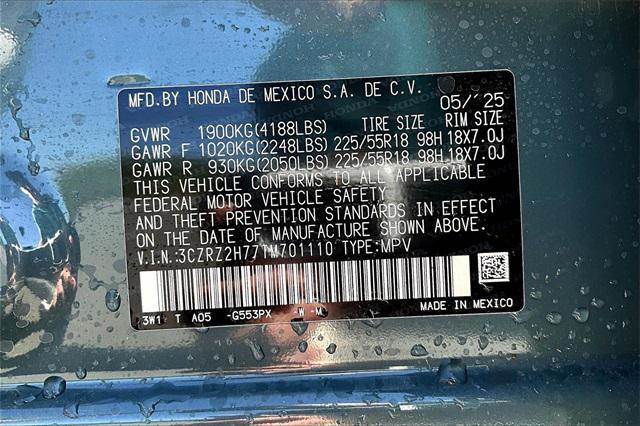 MFD.BY HONDA DE MEXICO S.A. DE C.V.
05/'25
GVWR 1900KG(4188LBS) TIRE SIZE RIM SIZE
GAWR F 1020KG(2248LBS) 225/55R18 98H 18X7.0J
GAWR R 930KG(2050LBS) 225/55R18 98H 18X7.0J
THIS VEHICLE CONFORMS TO ALL APPLICABLE
FEDERAL MOTOR VEHICLE SAFETY
AND THEFT PREVENTION STANDARDS IN EFFECT
ON THE DATE OF MANUFACTURE SHOWN ABOVE.
V.I.N.:3CZRZ2H77TM701110 TYPE:MPV
3W1 T A05 -G553PX -W -M
MADE IN MEXICO